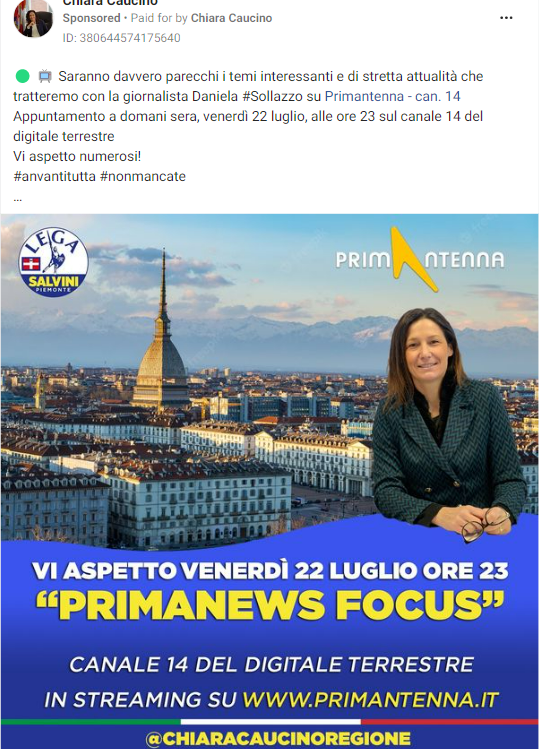 Chiara Caucino
Sponsored • Paid for by Chiara Caucino
ID: 380644574175640
Saranno davvero parecchi i temi interessanti e di stretta attualità che
tratteremo con la giornalista Daniela #Sollazzo su Primantenna - can. 14
Appuntamento a domani sera, venerdì 22 luglio, alle ore 23 sul canale 14 del
digitale terrestre
Vi aspetto numerosi!
#anvantitutta #nonmancate
...
LEGA
SALVINI
PIEMONTE
PRIMANTENNA
VI ASPETTO VENERDÌ 22 LUGLIO ORE 23
“PRIMANEWS FOCUS”
CANALE 14 DEL DIGITALE TERRESTRE
IN STREAMING SU WWW.PRIMANTENNA.IT
@CHIARACAUCINOREGIONE